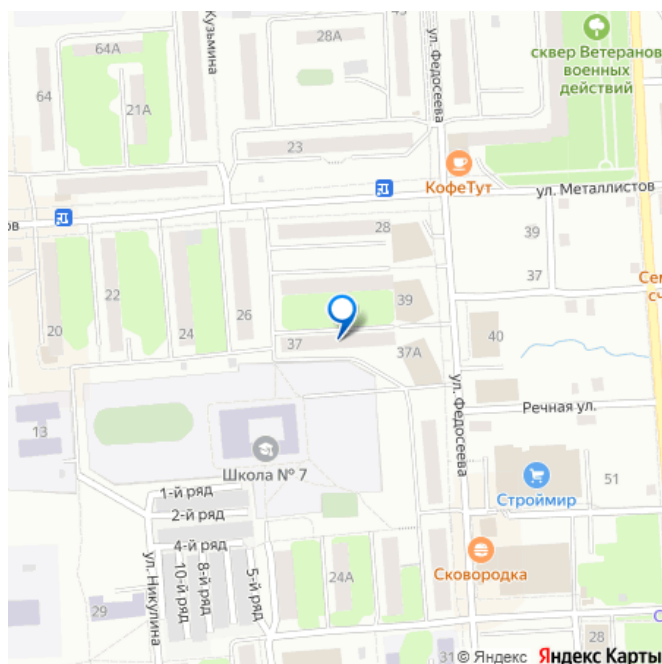 64А
Кузьмина
28А
ул. Федосеева
сквер Ветеранов
военных
действий
64
21А
23
КофеТут
ул. Металлистов
ов
28
39
22
37
39
20
24
26
40
37
37А
ул. Федосеева
Речная ул.
13
Школа № 7
51
Строймир
1-й ряд
2-й ряд
4-й ряд
10-й ряд
8-й ряд
5-й ряд
ул. Никулина
Сковородка
24А
29
31
28
© Яндекс Яндекс Карты